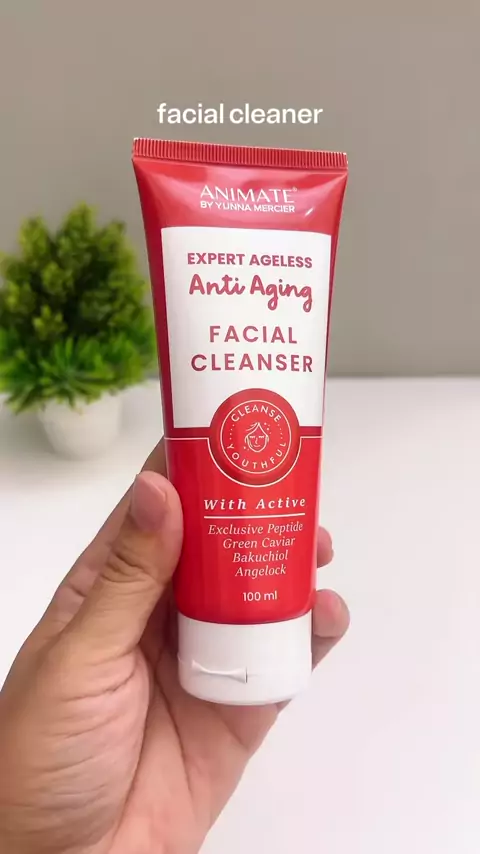 facial cleaner
ANIMATE®
BY YUNNA MERCIER
EXPERT AGELESS
Anti Aging
FACIAL
CLEANSER
CLEANSE
YOUTHFUL
With Active
Exclusive Peptide
Green Caviar
Bakuchiol
Angelock
100 ml